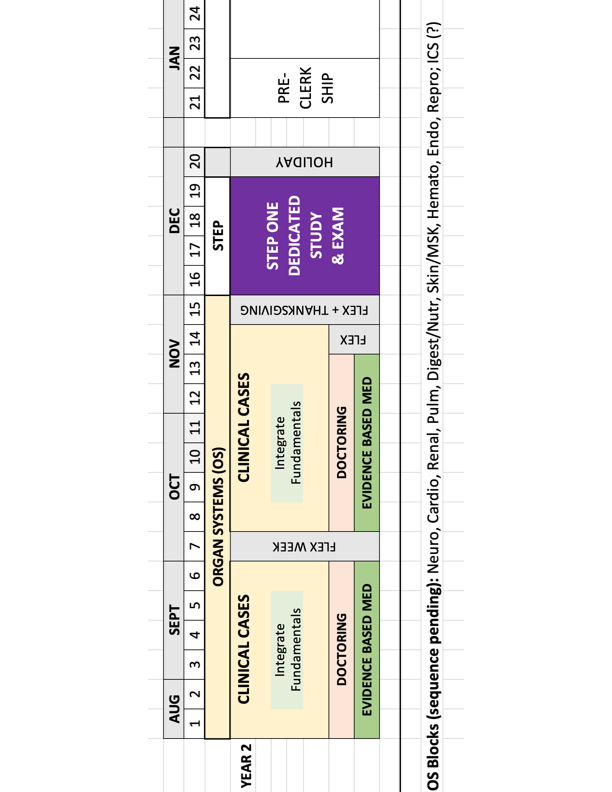 AUG SEPT OCT NOV DEC JAN
1 2 3 4 5 6 7 8 9 10 11 12 13 14 15 16 17 18 19 20 21 22 23 24
ORGAN SYSTEMS (OS) STEP
YEAR 2
CLINICAL CASES
Integrate
Fundamentals
DOCTORING
EVIDENCE BASED MED
FLEX WEEK
CLINICAL CASES
Integrate
Fundamentals
DOCTORING
EVIDENCE BASED MED
FLEX
FLEX + THANKSGIVING
STEP ONE
DEDICATED
STUDY
& EXAM
HOLIDAY
PRE-
CLERK
SHIP
OS Blocks (sequence pending): Neuro, Cardio, Renal, Pulm, Digest/Nutr, Skin/MSK, Hemato, Endo, Repro; ICS (?)